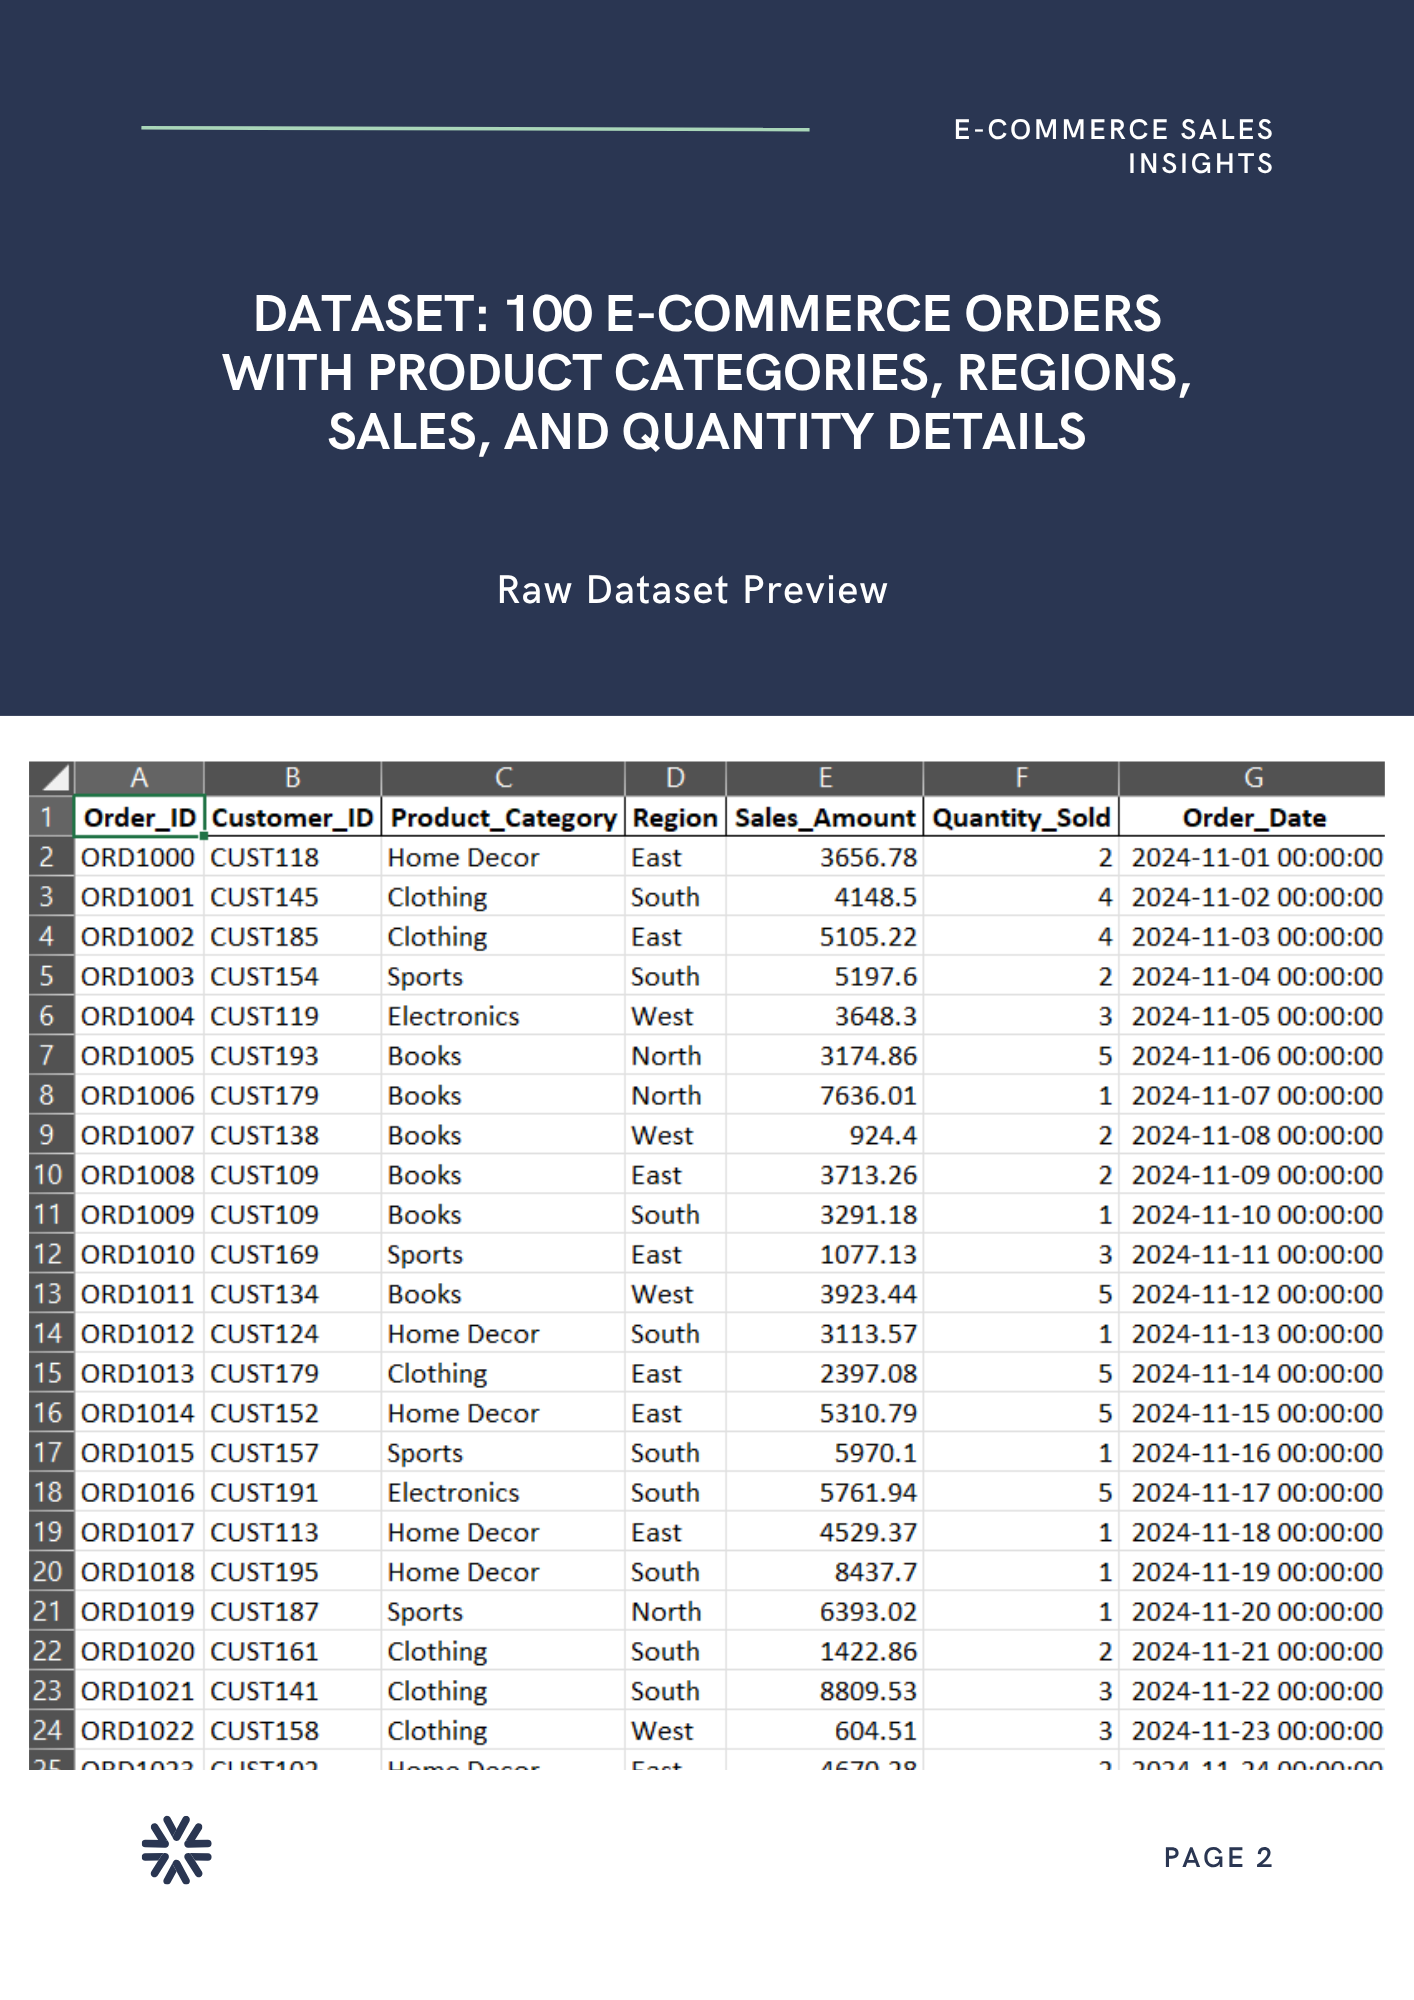 E-COMMERCE SALES
INSIGHTS
DATASET: 100 E-COMMERCE ORDERS
WITH PRODUCT CATEGORIES, REGIONS,
SALES, AND QUANTITY DETAILS
Raw Dataset Preview
A B C D E F G
1 Order_ID Customer_ID Product_Category Region Sales_Amount Quantity_Sold Order_Date
2 ORD1000 CUST118 Home Decor East 3656.78 2 2024-11-01 00:00:00
3 ORD1001 CUST145 Clothing South 4148.5 4 2024-11-02 00:00:00
4 ORD1002 CUST185 Clothing East 5105.22 4 2024-11-03 00:00:00
5 ORD1003 CUST154 Sports South 5197.6 2 2024-11-04 00:00:00
6 ORD1004 CUST119 Electronics West 3648.3 3 2024-11-05 00:00:00
7 ORD1005 CUST193 Books North 3174.86 5 2024-11-06 00:00:00
8 ORD1006 CUST179 Books North 7636.01 1 2024-11-07 00:00:00
9 ORD1007 CUST138 Books West 924.4 2 2024-11-08 00:00:00
10 ORD1008 CUST109 Books East 3713.26 2 2024-11-09 00:00:00
11 ORD1009 CUST109 Books South 3291.18 1 2024-11-10 00:00:00
12 ORD1010 CUST169 Sports East 1077.13 3 2024-11-11 00:00:00
13 ORD1011 CUST134 Books West 3923.44 5 2024-11-12 00:00:00
14 ORD1012 CUST124 Home Decor South 3113.57 1 2024-11-13 00:00:00
15 ORD1013 CUST179 Clothing East 2397.08 5 2024-11-14 00:00:00
16 ORD1014 CUST152 Home Decor East 5310.79 5 2024-11-15 00:00:00
17 ORD1015 CUST157 Sports South 5970.1 1 2024-11-16 00:00:00
18 ORD1016 CUST191 Electronics South 5761.94 5 2024-11-17 00:00:00
19 ORD1017 CUST113 Home Decor East 4529.37 1 2024-11-18 00:00:00
20 ORD1018 CUST195 Home Decor South 8437.7 1 2024-11-19 00:00:00
21 ORD1019 CUST187 Sports North 6393.02 1 2024-11-20 00:00:00
22 ORD1020 CUST161 Clothing South 1422.86 2 2024-11-21 00:00:00
23 ORD1021 CUST141 Clothing South 8809.53 3 2024-11-22 00:00:00
24 ORD1022 CUST158 Clothing West 604.51 3 2024-11-23 00:00:00
25 ORD1023 Home Decor East 2024-11-24 00:00:00
PAGE 2